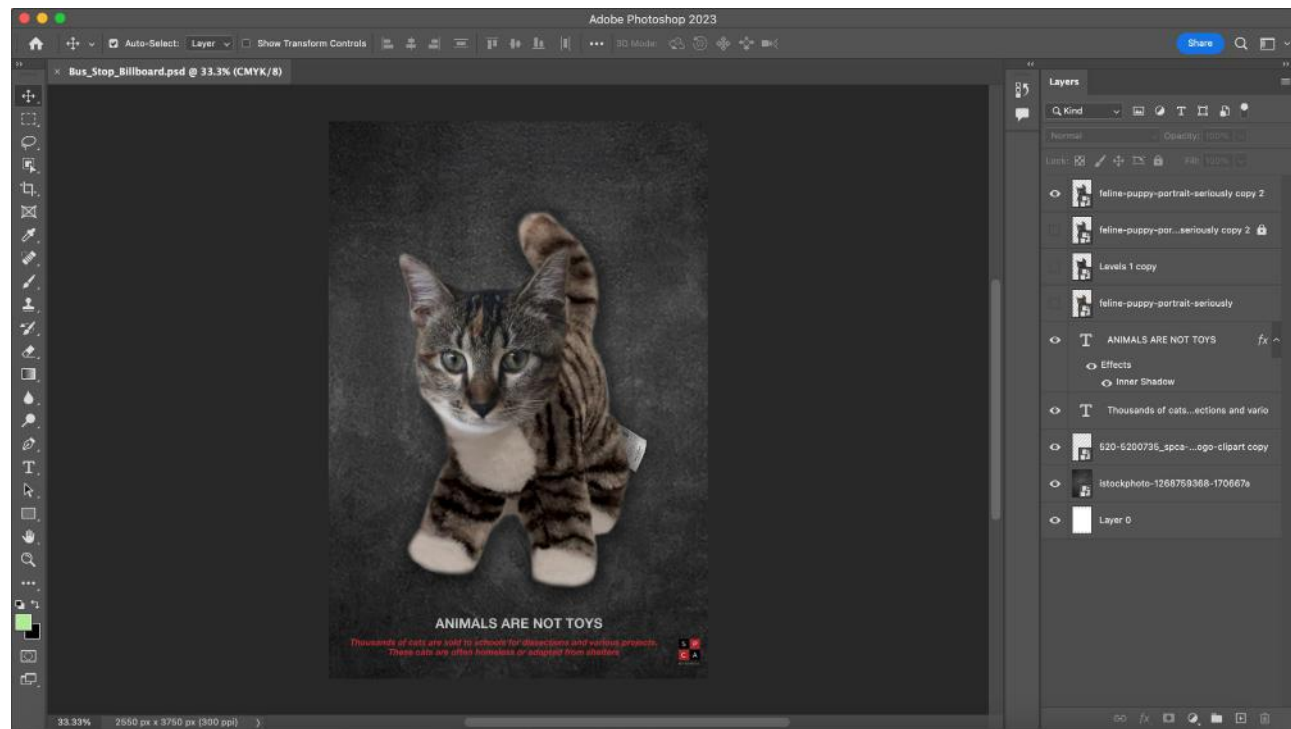 Adobe Photoshop 2023
Auto-Select: Layer Show Transform Controls ••• 3D Mode: Share
× Bus_Stop_Billboard.psd @ 33.3% (CMYK/8)
Layers
Kind
Normal Opacity: 100%
Lock: Fill: 100%
feline-puppy-portrait-seriously copy 2
feline-puppy-por...seriously copy 2
Levels 1 copy
feline-puppy-portrait-seriously
T ANIMALS ARE NOT TOYS fx
Effects
Inner Shadow
T Thousands of cats...ections and vario
520-5200735_spca-...ogo-clipart copy
istockphoto-1268759368-170667a
Layer 0
ANIMALS ARE NOT TOYS
Thousands of cats are sold to schools for dissections and various projects.
These cats are often homeless or adopted from shelters
S P
C A
33.33% 2550 px x 3750 px (300 ppi)
fx